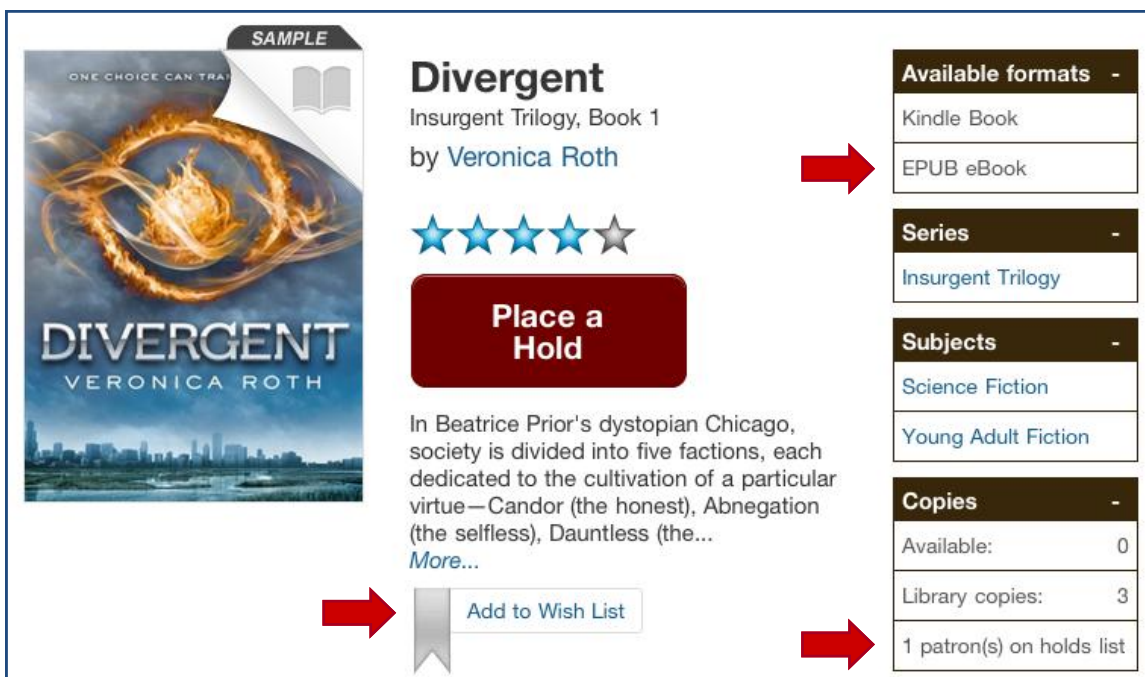 SAMPLE
ONE CHOICE CAN TRAN
DIVERGENT
VERONICA ROTH
Divergent
Insurgent Trilogy, Book 1
by Veronica Roth
Place a
Hold
In Beatrice Prior's dystopian Chicago,
society is divided into five factions, each
dedicated to the cultivation of a particular
virtue—Candor (the honest), Abnegation
(the selfless), Dauntless (the...
More...
Add to Wish List
Available formats -
Kindle Book
EPUB eBook
Series -
Insurgent Trilogy
Subjects -
Science Fiction
Young Adult Fiction
Copies -
Available: 0
Library copies: 3
1 patron(s) on holds list